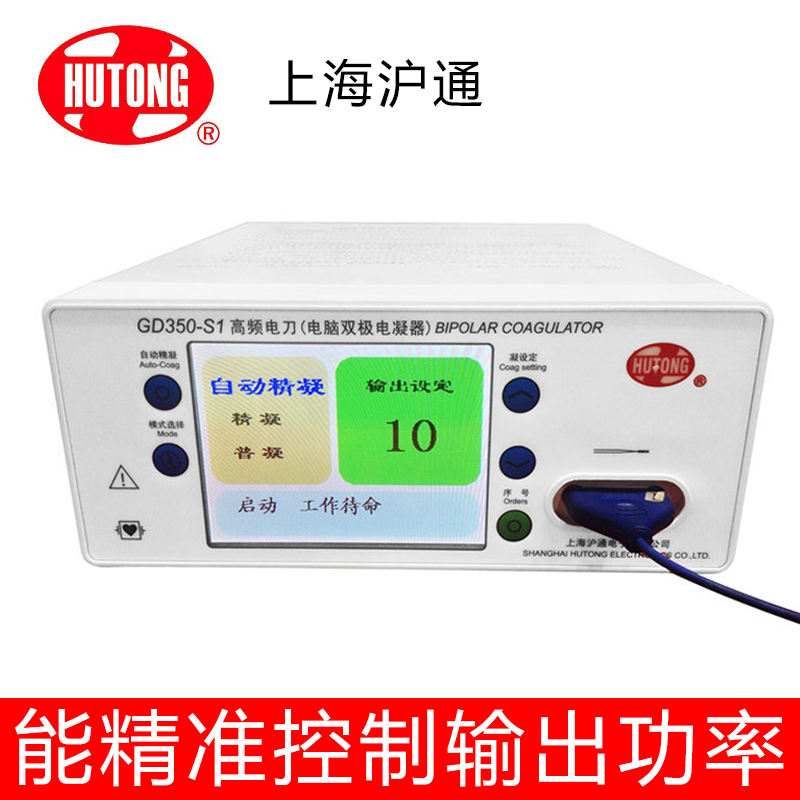 HUTONG
®
上海沪通
GD350-S1 高频电刀(电脑双极电凝器) BIPOLAR COAGULATOR
自动精凝
Auto-Coag
模式选择
Mode
自动精凝
精凝
普凝
输出设定
10
启动 工作待命
凝设定
Coag setting
序号
Orders
HUTONG
®
上海沪通电 公司
SHANGHAI HUTONG ELECTRONICS CO.,LTD.
能精准控制输出功率